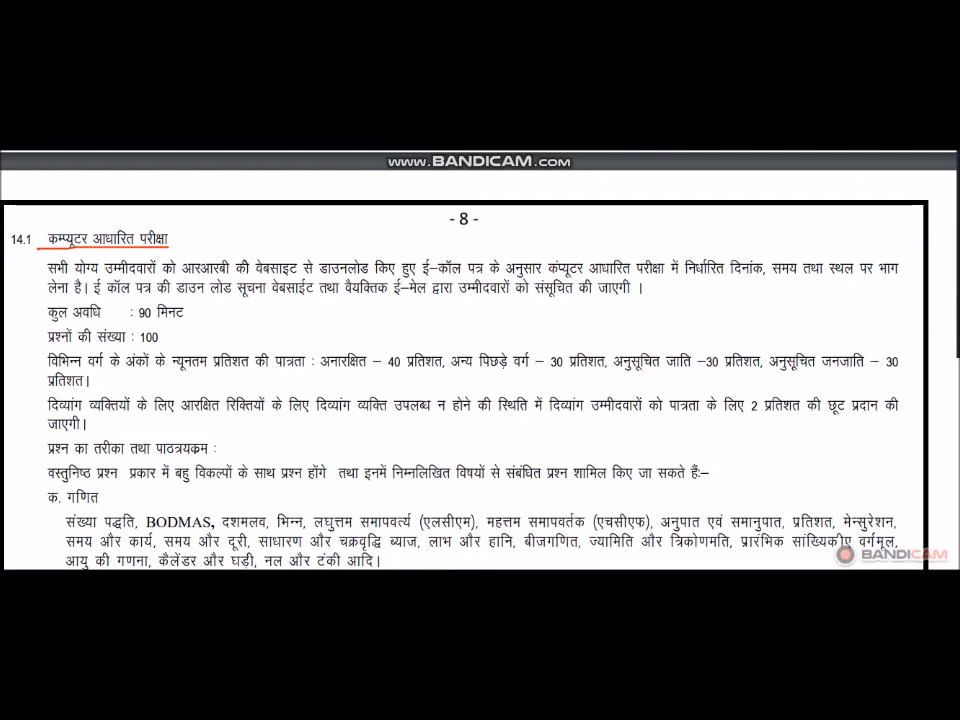 www.BANDICAM.com
- 8 -
14.1 कम्प्यूटर आधारित परीक्षा
सभी योग्य उम्मीदवारों को आरआरबी की वेबसाइट से डाउनलोड किए हुए ई–कॉल पत्र के अनुसार कंप्यूटर आधारित परीक्षा में निर्धारित दिनांक, समय तथा स्थल पर भाग
लेना है। ई कॉल पत्र की डाउन लोड सूचना वेबसाईट तथा वैयक्तिक ई–मेल द्वारा उम्मीदवारों को संसूचित की जाएगी ।
कुल अवधि : 90 मिनट
प्रश्नों की संख्या : 100
विभिन्न वर्ग के अंकों के न्यूनतम प्रतिशत की पात्रता : अनारक्षित – 40 प्रतिशत, अन्य पिछड़े वर्ग – 30 प्रतिशत, अनुसूचित जाति –30 प्रतिशत, अनुसूचित जनजाति – 30
प्रतिशत।
दिव्यांग व्यक्तियों के लिए आरक्षित रिक्तियों के लिए दिव्यांग व्यक्ति उपलब्ध न होने की स्थिति में दिव्यांग उम्मीदवारों को पात्रता के लिए 2 प्रतिशत की छूट प्रदान की
जाएगी।
प्रश्न का तरीका तथा पाठत्रयक्रम :
वस्तुनिष्ठ प्रश्न प्रकार में बहु विकल्पों के साथ प्रश्न होंगे तथा इनमें निम्नलिखित विषयों से संबंधित प्रश्न शामिल किए जा सकते हैं:–
क. गणित
संख्या पद्धति, BODMAS, दशमलव, भिन्न, लघुत्तम समापवर्त्य (एलसीएम), महत्तम समापवर्तक (एचसीएफ), अनुपात एवं समानुपात, प्रतिशत, मेन्सुरेशन,
समय और कार्य, समय और दूरी, साधारण और चक्रवृद्धि ब्याज, लाभ और हानि, बीजगणित, ज्यामिति और त्रिकोणमति, प्रारंभिक सांख्यिकीए वर्गमूल,
आयु की गणना, कैलेंडर और घड़ी, नल और टंकी आदि।
BANDICAM